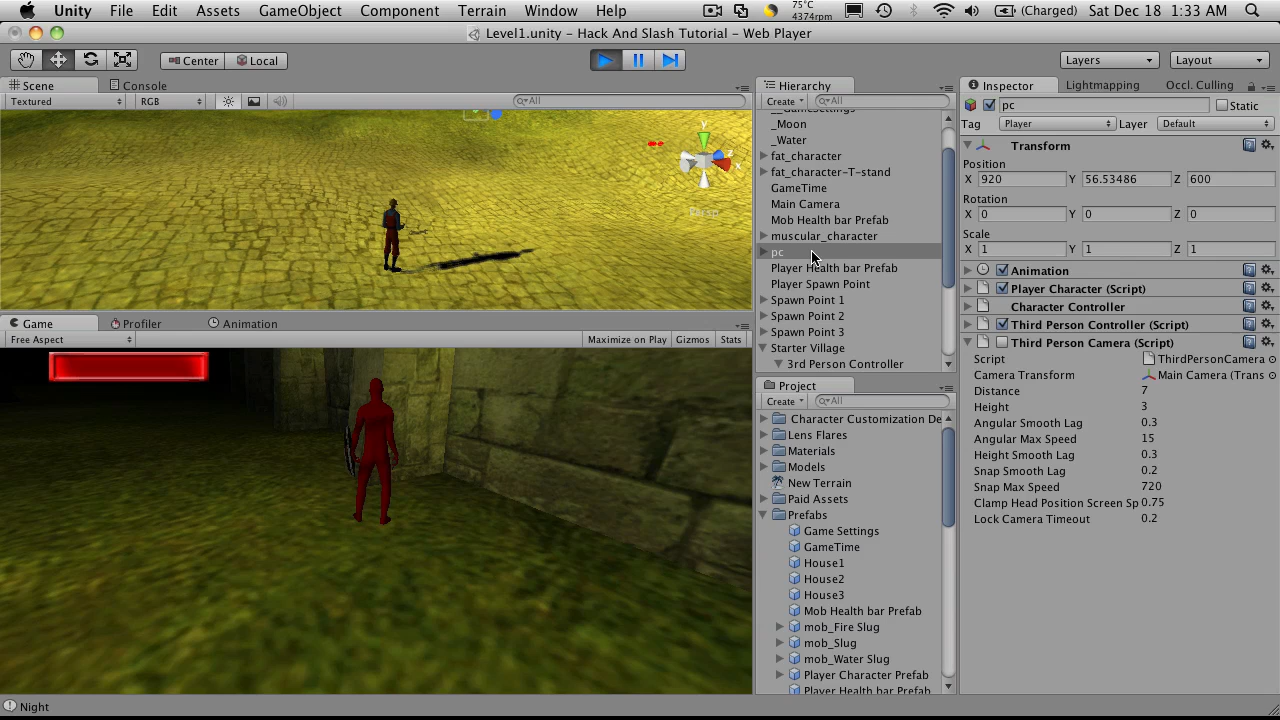 Unity File Edit Assets GameObject Component Terrain Window Help 75°C 4374rpm (Charged) Sat Dec 18 1:33 AM
Level1.unity - Hack And Slash Tutorial - Web Player
Center Local Layers Layout
Scene Console
Textured RGB All
y
z
x
Persp
Game Profiler Animation
Free Aspect Maximize on Play Gizmos Stats
Hierarchy
Create All
__GameSettings
_Moon
_Water
fat_character
fat_character-T-stand
GameTime
Main Camera
Mob Health bar Prefab
muscular_character
pc
Player Health bar Prefab
Player Spawn Point
Spawn Point 1
Spawn Point 2
Spawn Point 3
Starter Village
3rd Person Controller
Project
Create All
Character Customization De
Lens Flares
Materials
Models
New Terrain
Paid Assets
Prefabs
Game Settings
GameTime
House1
House2
House3
Mob Health bar Prefab
mob_Fire Slug
mob_Slug
mob_Water Slug
Player Character Prefab
Player Health bar Prefab
Inspector Lightmapping Occl. Culling
pc Static
Tag Player Layer Default
Transform
Position
X 920 Y 56.53486 Z 600
Rotation
X 0 Y 0 Z 0
Scale
X 1 Y 1 Z 1
Animation
Player Character (Script)
Character Controller
Third Person Controller (Script)
Third Person Camera (Script)
Script ThirdPersonCamera
Camera Transform Main Camera (Trans
Distance 7
Height 3
Angular Smooth Lag 0.3
Angular Max Speed 15
Height Smooth Lag 0.3
Snap Smooth Lag 0.2
Snap Max Speed 720
Clamp Head Position Screen Sp 0.75
Lock Camera Timeout 0.2
Night